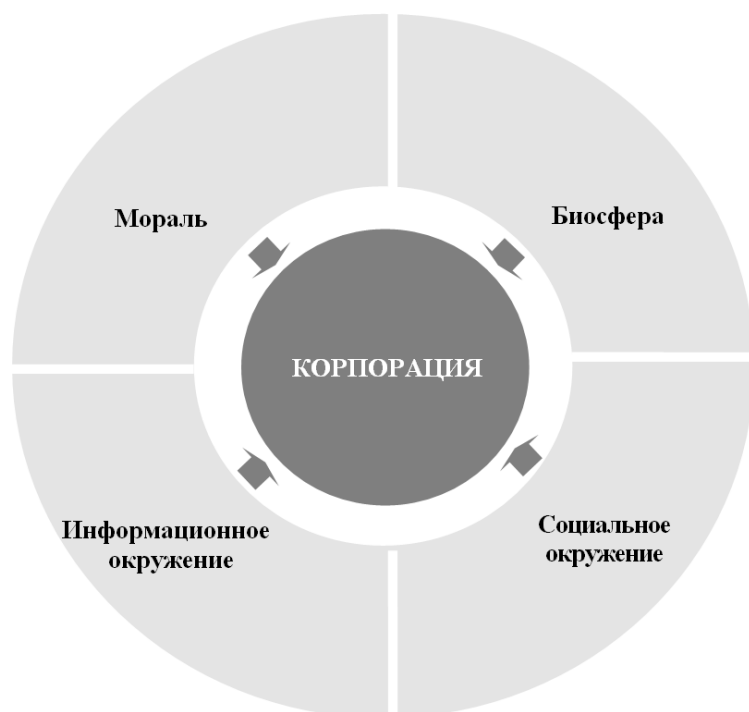 Мораль
Биосфера
КОРПОРАЦИЯ
Информационное
окружение
Социальное
окружение